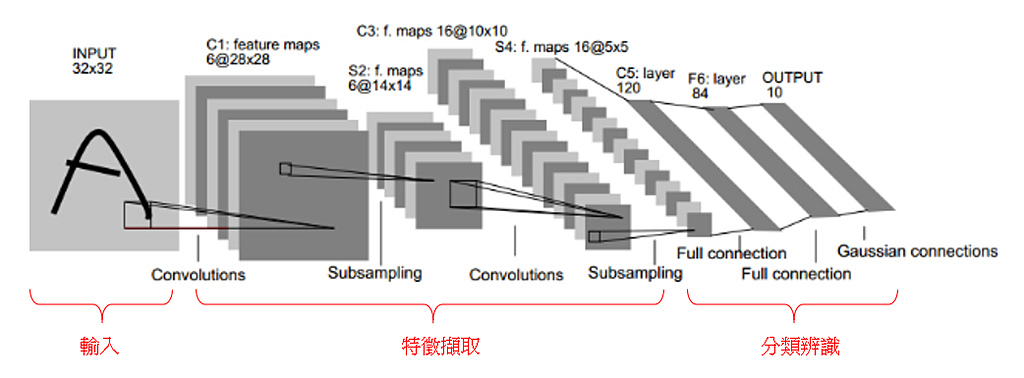 INPUT
32x32
C1: feature maps
6@28x28
S2: f. maps
6@14x14
C3: f. maps 16@10x10
S4: f. maps 16@5x5
C5: layer
120
F6: layer
84
OUTPUT
10
Convolutions
Subsampling
Convolutions
Subsampling
Full connection
Full connection
Gaussian connections
輸入
特徵擷取
分類辨識